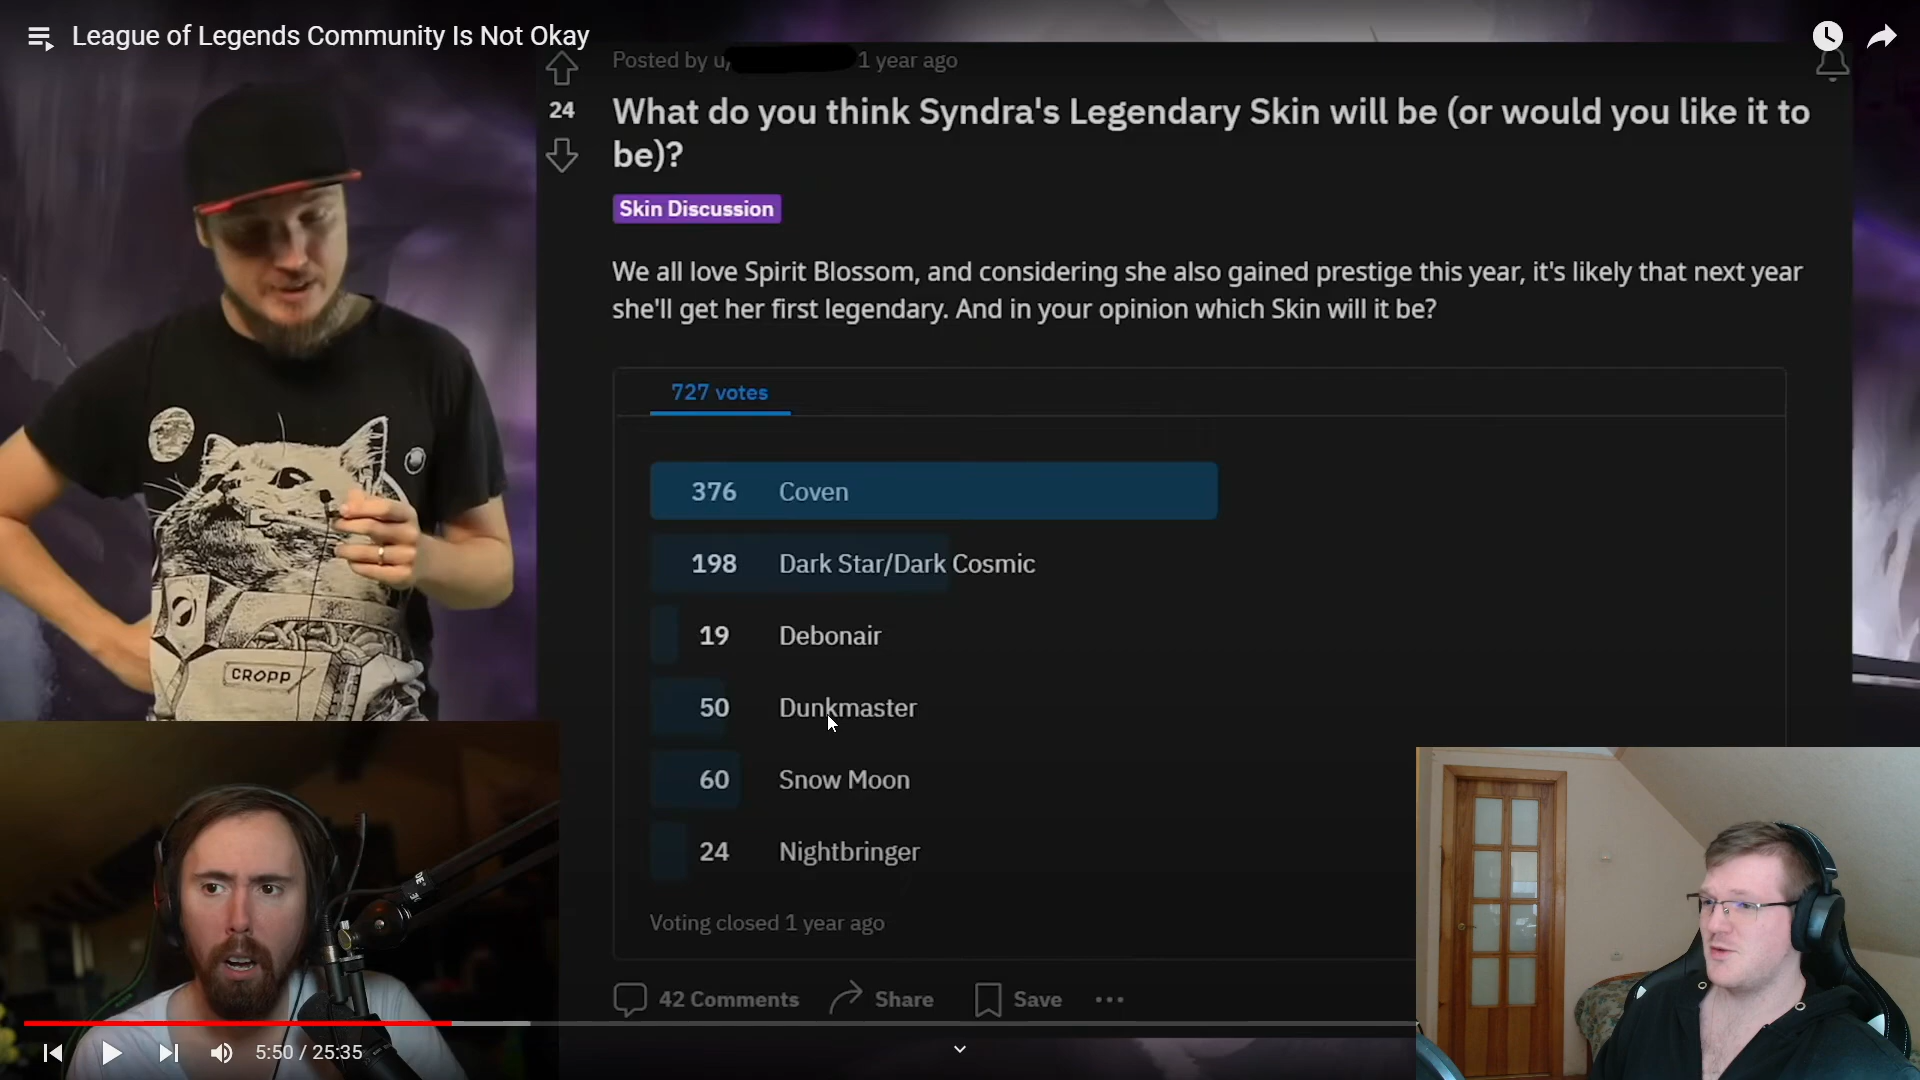 League of Legends Community Is Not Okay
Posted by u/ 1 year ago
24
What do you think Syndra's Legendary Skin will be (or would you like it to
be)?
Skin Discussion
We all love Spirit Blossom, and considering she also gained prestige this year, it's likely that next year
she'll get her first legendary. And in your opinion which Skin will it be?
727 votes
376 Coven
198 Dark Star/Dark Cosmic
19 Debonair
50 Dunkmaster
60 Snow Moon
24 Nightbringer
Voting closed 1 year ago
42 Comments Share Save
CROPP
5:50 / 25:35